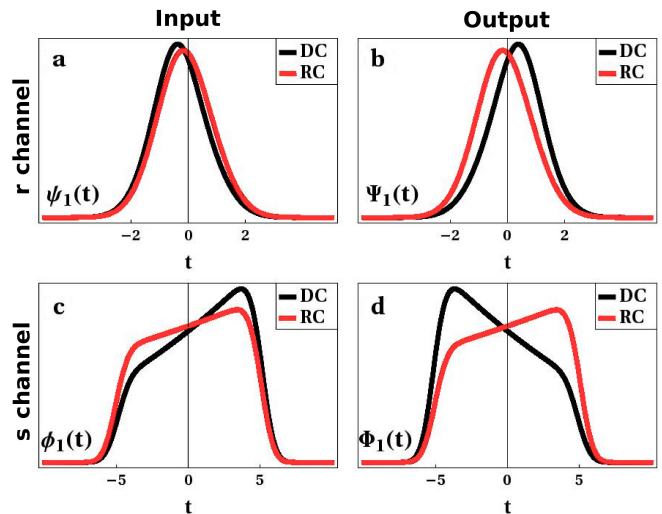 Input
Output
r channel
a
DC
RC
ψ₁(t)
−2
0
2
t
b
DC
RC
Ψ₁(t)
−2
0
2
t
s channel
c
DC
RC
ϕ₁(t)
−5
0
5
t
d
DC
RC
Φ₁(t)
−5
0
5
t